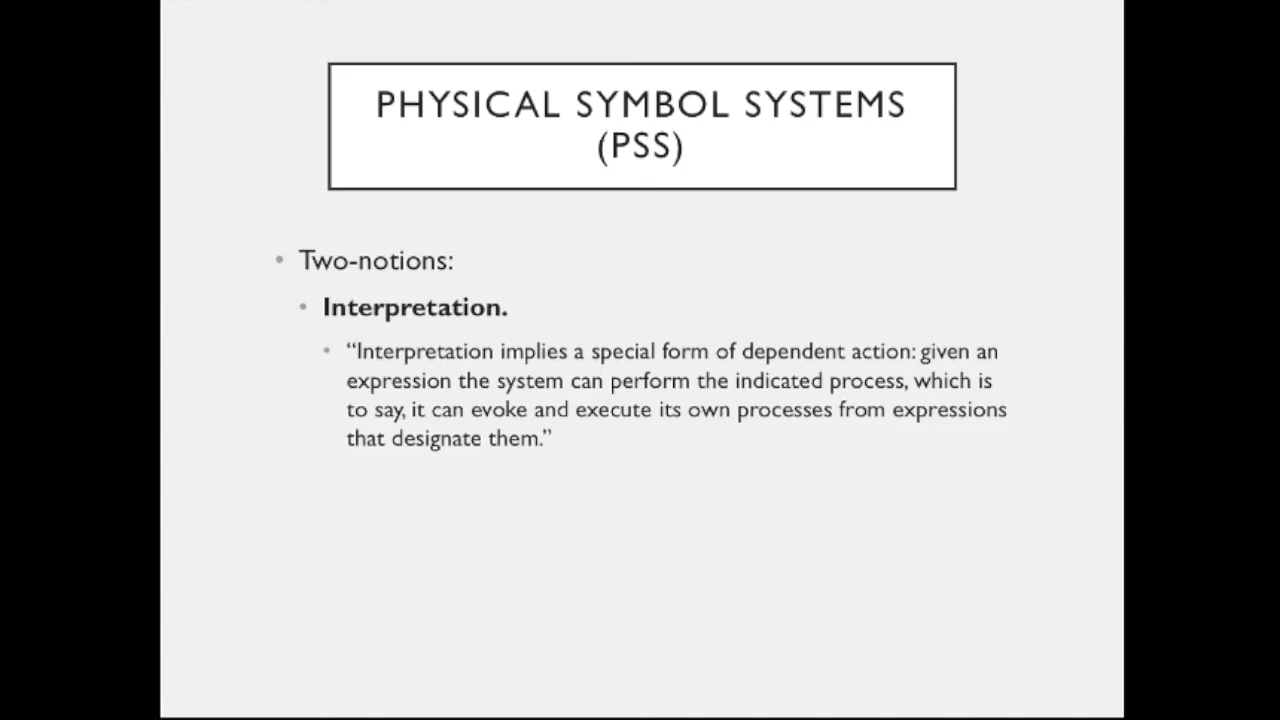 PHYSICAL SYMBOL SYSTEMS
(PSS)
• Two-notions:
• Interpretation.
• “Interpretation implies a special form of dependent action: given an
expression the system can perform the indicated process, which is
to say, it can evoke and execute its own processes from expressions
that designate them.”